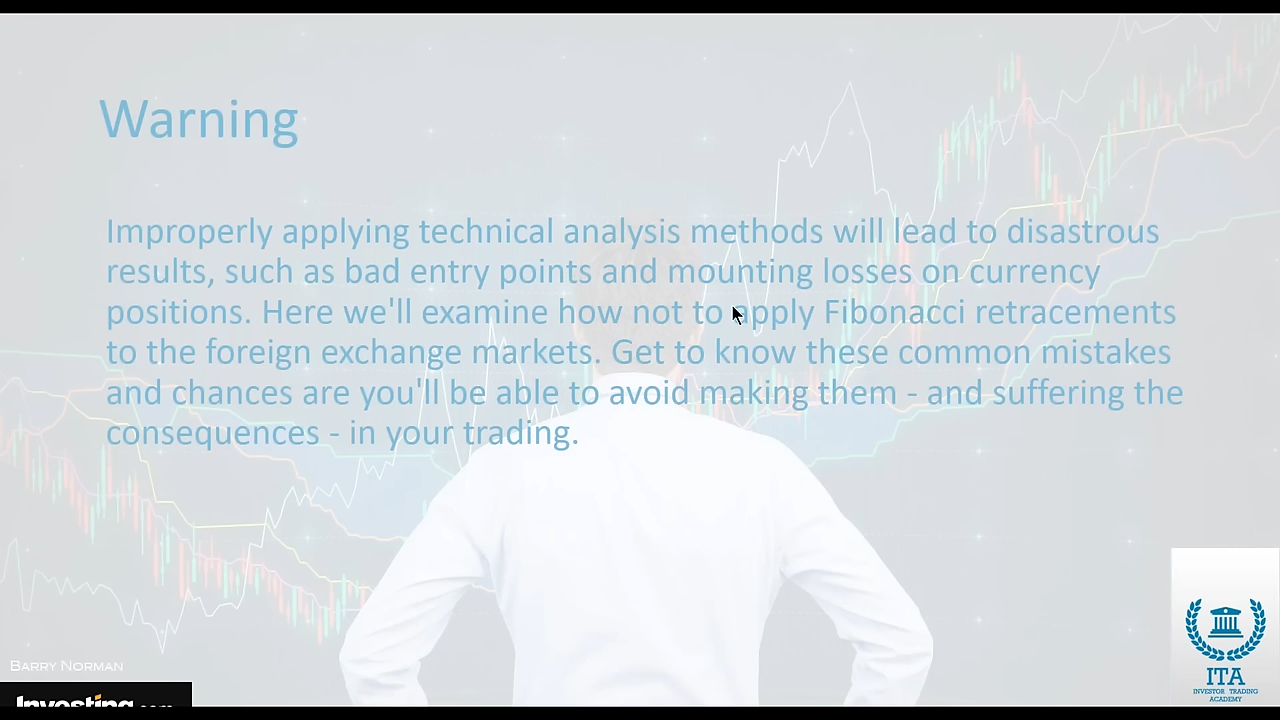 Warning
Improperly applying technical analysis methods will lead to disastrous
results, such as bad entry points and mounting losses on currency
positions. Here we'll examine how not to apply Fibonacci retracements
to the foreign exchange markets. Get to know these common mistakes
and chances are you'll be able to avoid making them - and suffering the
consequences - in your trading.
Barry Norman
Investing.com
ITA
INVESTOR TRADING
ACADEMY